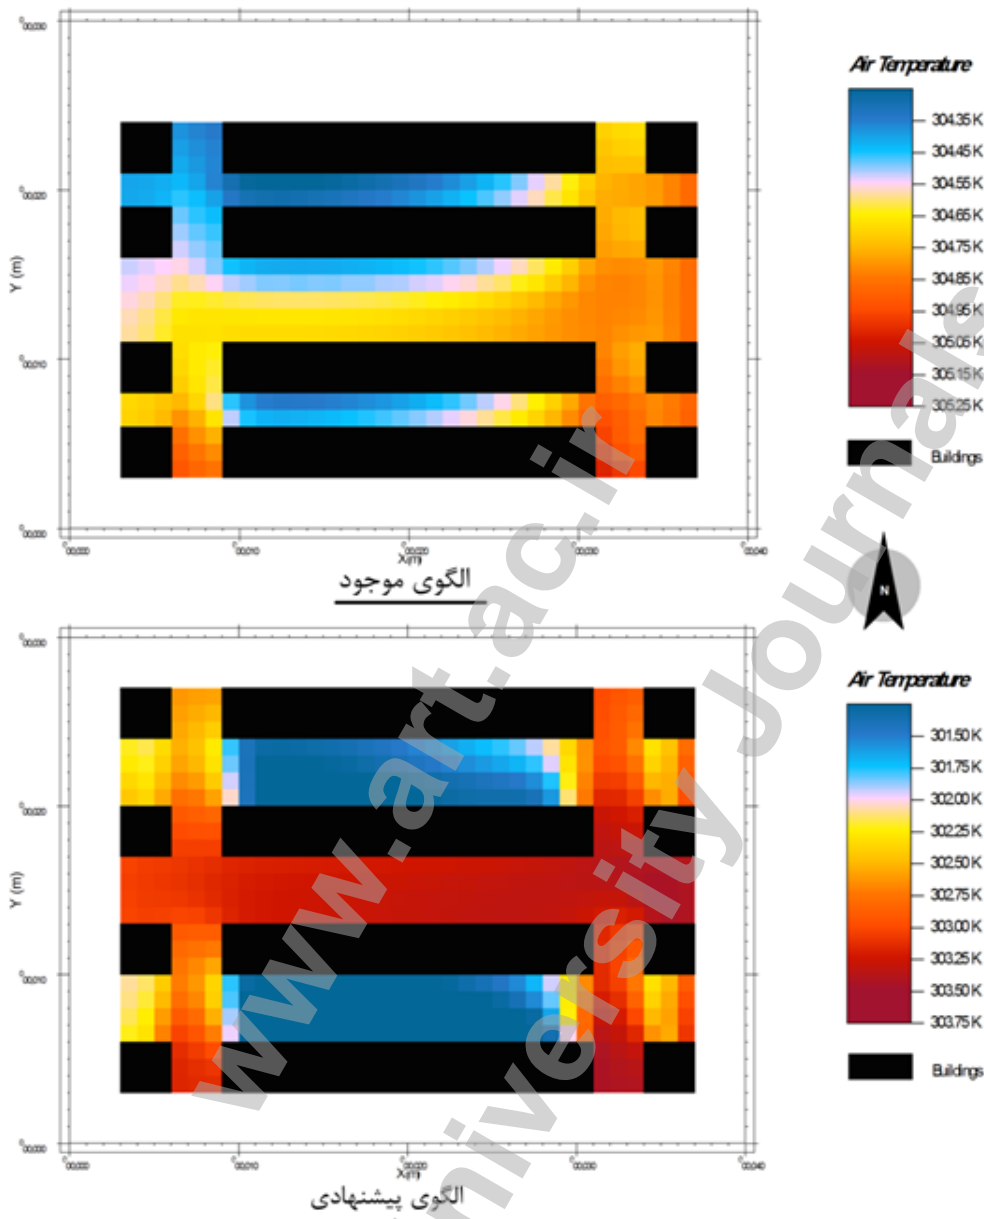 Air Temperature
304.35 K
304.45 K
304.55 K
304.65 K
304.75 K
304.85 K
304.95 K
305.05 K
305.15 K
305.25 K
Buildings
Y (m)
X (m)
الگوی موجود
N
Air Temperature
301.50 K
301.75 K
302.00 K
302.25 K
302.50 K
302.75 K
303.00 K
303.25 K
303.50 K
303.75 K
Buildings
Y (m)
X (m)
الگوی پیشنهادی
www.art.ac.ir
University Journals